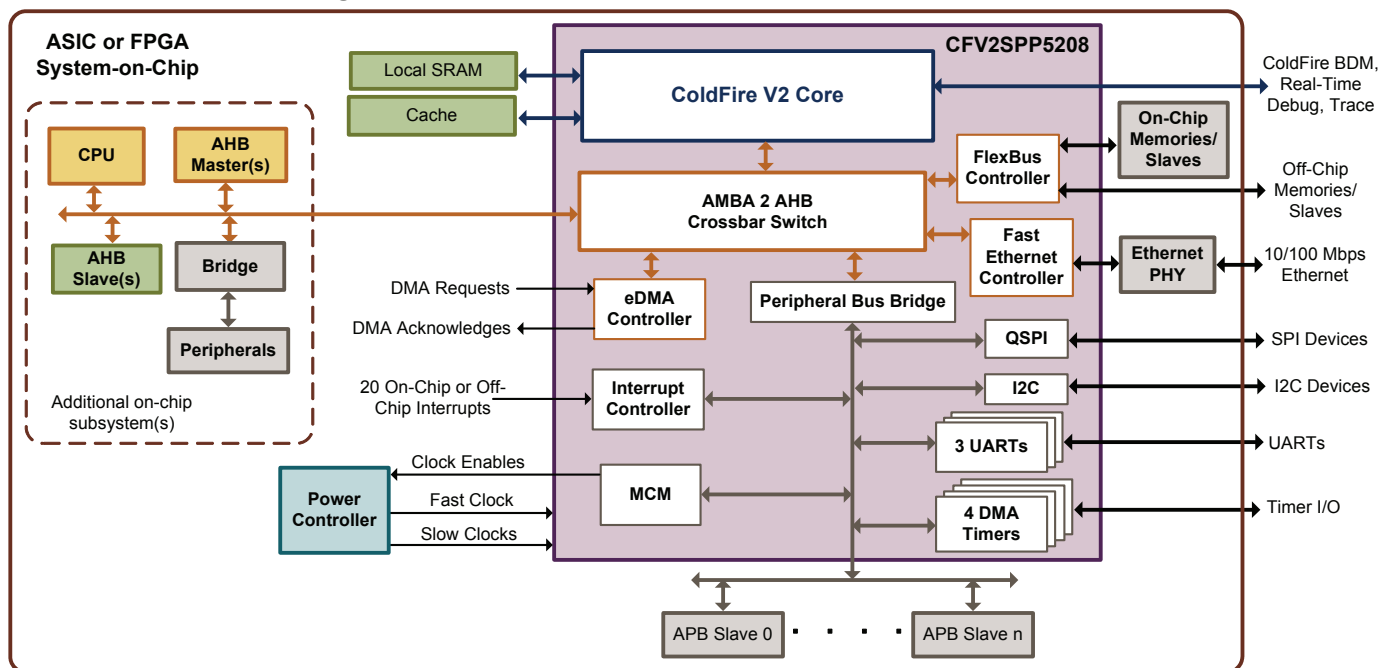 ASIC or FPGA
System-on-Chip
CPU
AHB
Master(s)
AHB
Slave(s)
Bridge
Peripherals
Additional on-chip
subsystem(s)
Local SRAM
Cache
CFV2SPP5208
ColdFire V2 Core
ColdFire BDM,
Real-Time
Debug, Trace
AMBA 2 AHB
Crossbar Switch
FlexBus
Controller
On-Chip
Memories/
Slaves
Off-Chip
Memories/
Slaves
Fast
Ethernet
Controller
Ethernet
PHY
10/100 Mbps
Ethernet
DMA Requests
DMA Acknowledges
eDMA
Controller
Peripheral Bus Bridge
QSPI
SPI Devices
20 On-Chip or Off-
Chip Interrupts
Interrupt
Controller
I2C
I2C Devices
3 UARTs
UARTs
Power
Controller
Clock Enables
Fast Clock
Slow Clocks
MCM
4 DMA
Timers
Timer I/O
APB Slave 0
. . . .
APB Slave n